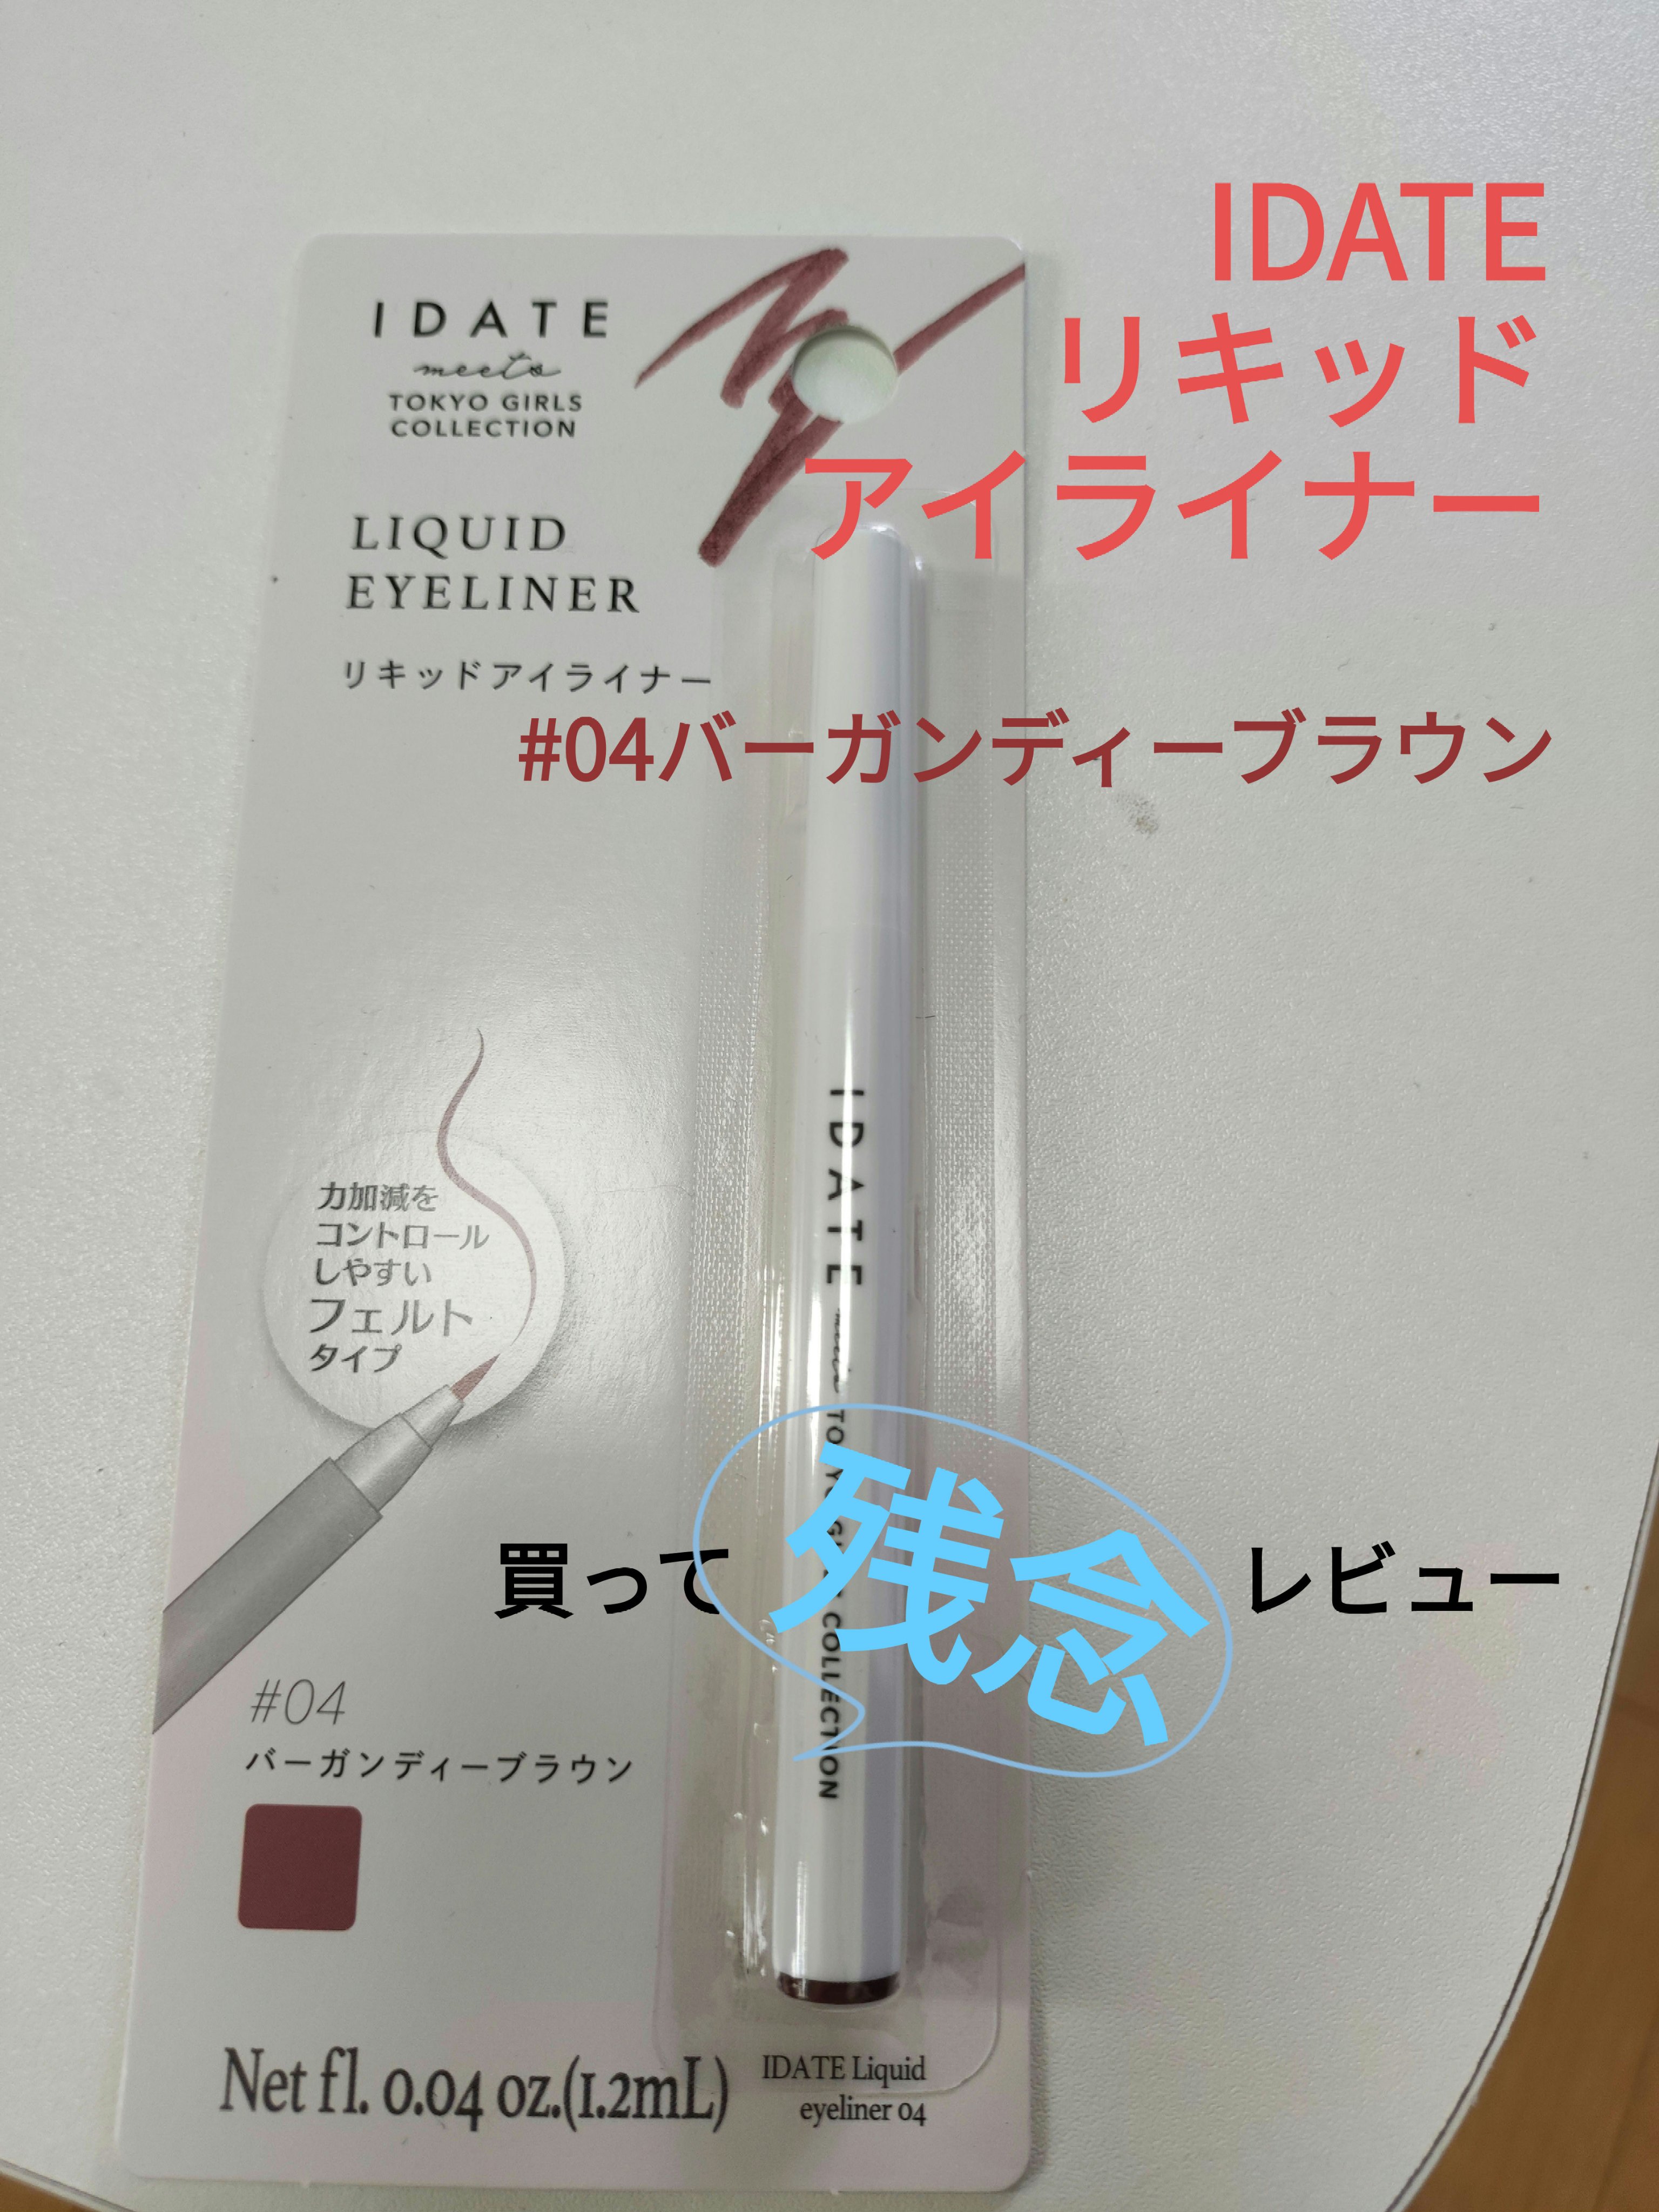 IDATE
リキッド
アイライナー
#04バーガンディーブラウン
買って 残念 レビュー
IDATE
meets
TOKYO GIRLS
COLLECTION
LIQUID
EYELINER
リキッドアイライナー
力加減を
コントロール
しやすい
フェルト
タイプ
#04
バーガンディーブラウン
Net fl. 0.04 oz.(1.2mL)
IDATE Liquid
eyeliner 04
IDATE meets TOKYO GIRLS COLLECTION